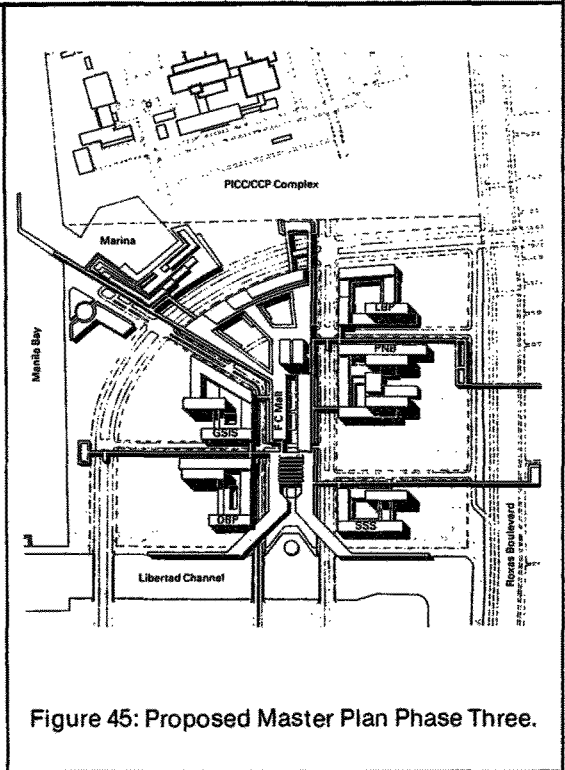 PICC/CCP Complex
Marina
Manila Bay
LBP
PNB
FC Mall
GSIS
DBP
SSS
Libertad Channel
Roxas Boulevard
Figure 45: Proposed Master Plan Phase Three.